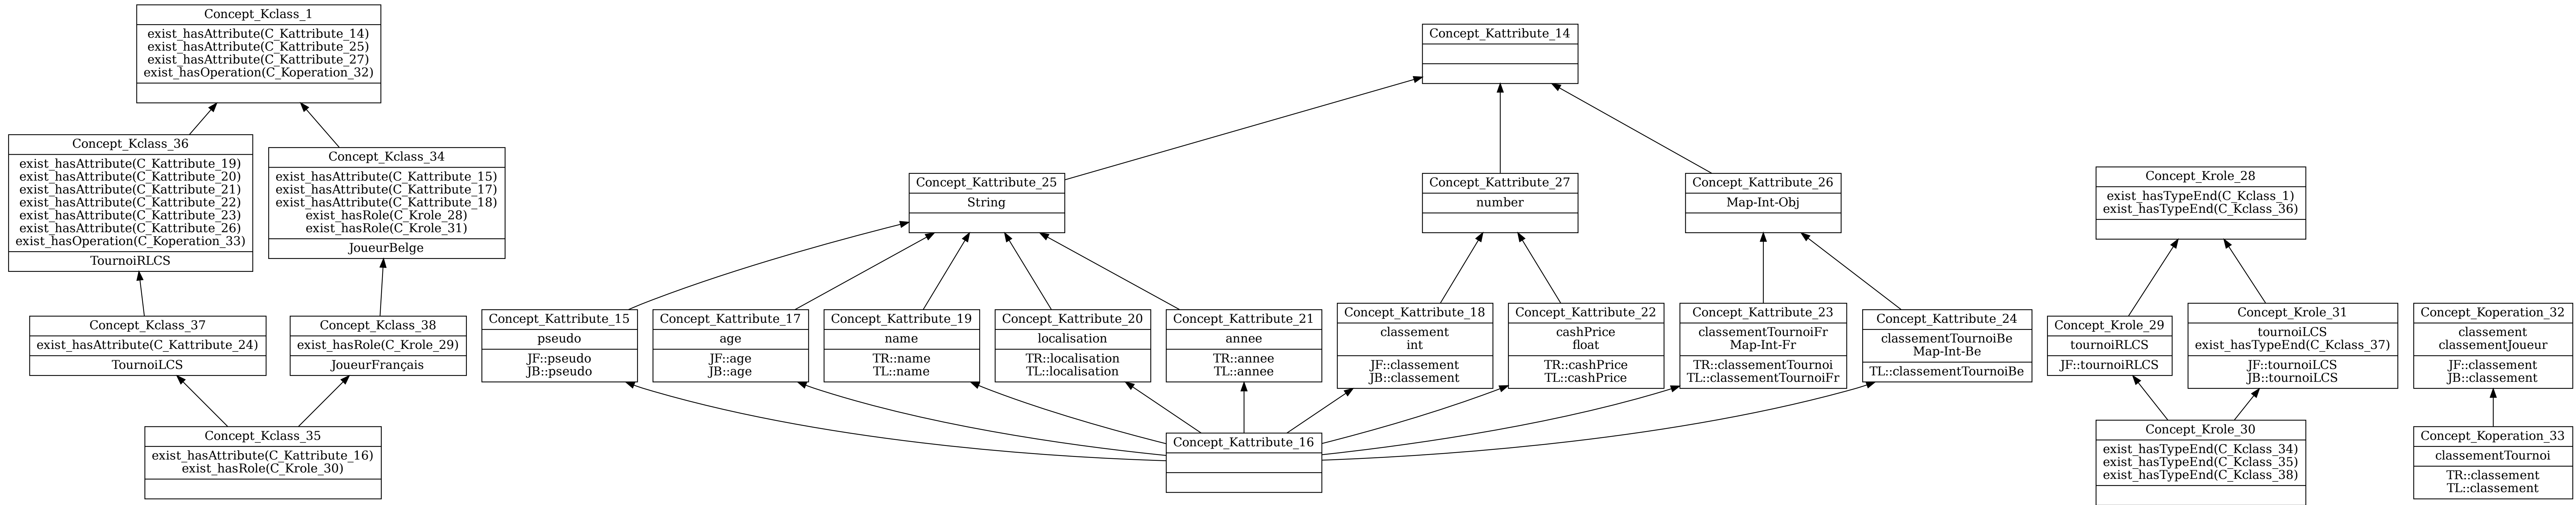 Concept_Kclass_1
exist_hasAttribute(C_Kattribute_14)
exist_hasAttribute(C_Kattribute_25)
exist_hasAttribute(C_Kattribute_27)
exist_hasOperation(C_Koperation_32)
Concept_Kclass_36
exist_hasAttribute(C_Kattribute_19)
exist_hasAttribute(C_Kattribute_20)
exist_hasAttribute(C_Kattribute_21)
exist_hasAttribute(C_Kattribute_22)
exist_hasAttribute(C_Kattribute_23)
exist_hasAttribute(C_Kattribute_26)
exist_hasOperation(C_Koperation_33)
TournoiRLCS
Concept_Kclass_34
exist_hasAttribute(C_Kattribute_15)
exist_hasAttribute(C_Kattribute_17)
exist_hasAttribute(C_Kattribute_18)
exist_hasRole(C_Krole_28)
exist_hasRole(C_Krole_31)
JoueurBelge
Concept_Kclass_37
exist_hasAttribute(C_Kattribute_24)
TournoiLCS
Concept_Kclass_38
exist_hasRole(C_Krole_29)
JoueurFrançais
Concept_Kclass_35
exist_hasAttribute(C_Kattribute_16)
exist_hasRole(C_Krole_30)
Concept_Kattribute_14
Concept_Kattribute_25
String
Concept_Kattribute_27
number
Concept_Kattribute_26
Map-Int-Obj
Concept_Kattribute_15
pseudo
JF::pseudo
JB::pseudo
Concept_Kattribute_17
age
JF::age
JB::age
Concept_Kattribute_19
name
TR::name
TL::name
Concept_Kattribute_20
localisation
TR::localisation
TL::localisation
Concept_Kattribute_21
annee
TR::annee
TL::annee
Concept_Kattribute_18
classement
int
JF::classement
JB::classement
Concept_Kattribute_22
cashPrice
float
TR::cashPrice
TL::cashPrice
Concept_Kattribute_23
classementTournoiFr
Map-Int-Fr
TR::classementTournoi
TL::classementTournoiFr
Concept_Kattribute_24
classementTournoiBe
Map-Int-Be
TL::classementTournoiBe
Concept_Kattribute_16
Concept_Krole_28
exist_hasTypeEnd(C_Kclass_1)
exist_hasTypeEnd(C_Kclass_36)
Concept_Krole_29
tournoiRLCS
JF::tournoiRLCS
Concept_Krole_31
tournoiLCS
exist_hasTypeEnd(C_Kclass_37)
JF::tournoiLCS
JB::tournoiLCS
Concept_Krole_30
exist_hasTypeEnd(C_Kclass_34)
exist_hasTypeEnd(C_Kclass_35)
exist_hasTypeEnd(C_Kclass_38)
Concept_Koperation_32
classement
classementJoueur
JF::classement
JB::classement
Concept_Koperation_33
classementTournoi
TR::classement
TL::classement